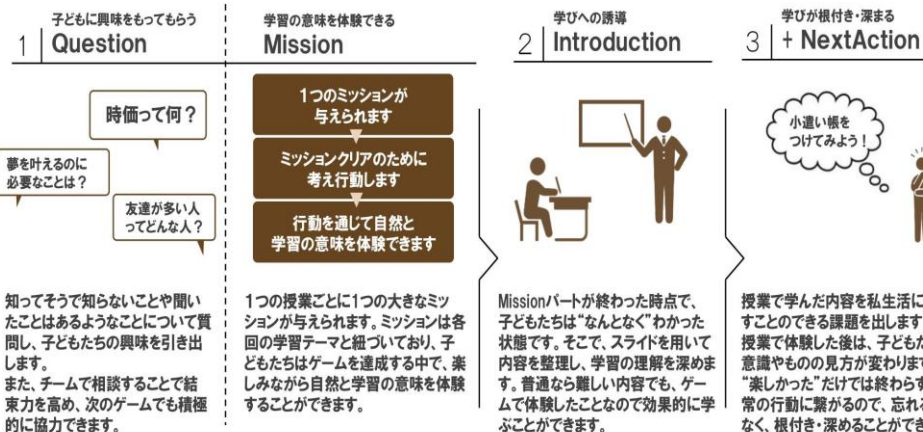 子どもに興味をもってもらう
1 Question
時価って何？
夢を叶えるのに
必要なことは？
友達が多い人
ってどんな人？
知ってそうで知らないことや聞い
たことはあるようなことについて質
問し、子どもたちの興味を引き出
します。
また、チームで相談することで結
束力を高め、次のゲームでも積極
的に協力できます。
学習の意味を体験できる
Mission
1つのミッションが
与えられます
ミッションクリアのために
考え行動します
行動を通じて自然と
学習の意味を体験できます
1つの授業ごとに1つの大きなミッ
ションが与えられます。ミッションは各
回の学習テーマと紐づいており、子
どもたちはゲームを達成する中で、楽
しみながら自然と学習の意味を体験
することができます。
学びへの誘導
2 Introduction
Missionパートが終わった時点で、
子どもたちは“なんとなく”わかった
状態です。そこで、スライドを用いて
内容を整理し、学習の理解を深めま
す。普通なら難しい内容でも、ゲー
ムで体験したことなので効果的に学
ぶことができます。
学びが根付き・深まる
3 + NextAction
小遣い帳を
つけてみよう！
授業で学んだ内容を私生活に
すことのできる課題を出します
授業で体験した後は、子どもた
意識やものの見方が変わります
“楽しかった”だけでは終わらす
常の行動に繋がるので、忘れる
なく、根付き・深めることができ